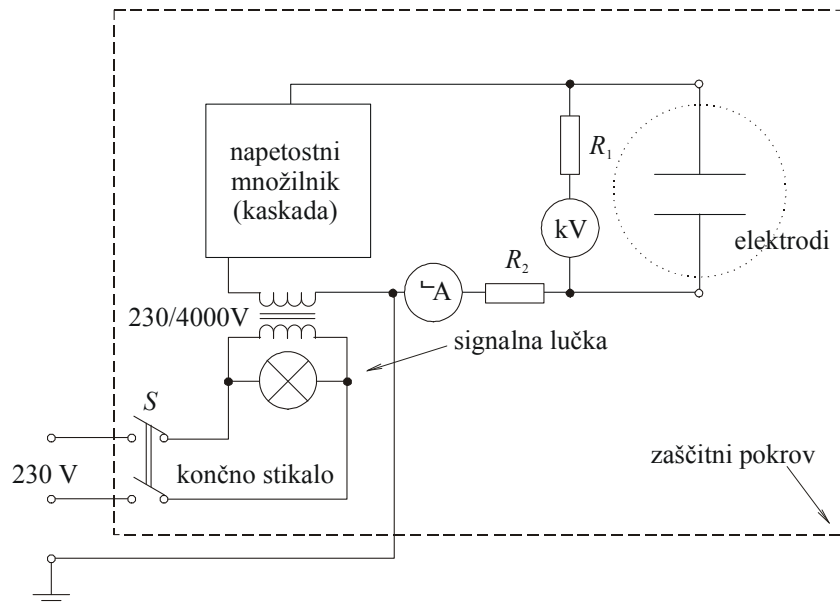 napetostni
množilnik
(kaskada)
R₁
kV
elektrodi
R₂
A
230/4000V
signalna lučka
S
230 V
končno stikalo
zaščitni pokrov